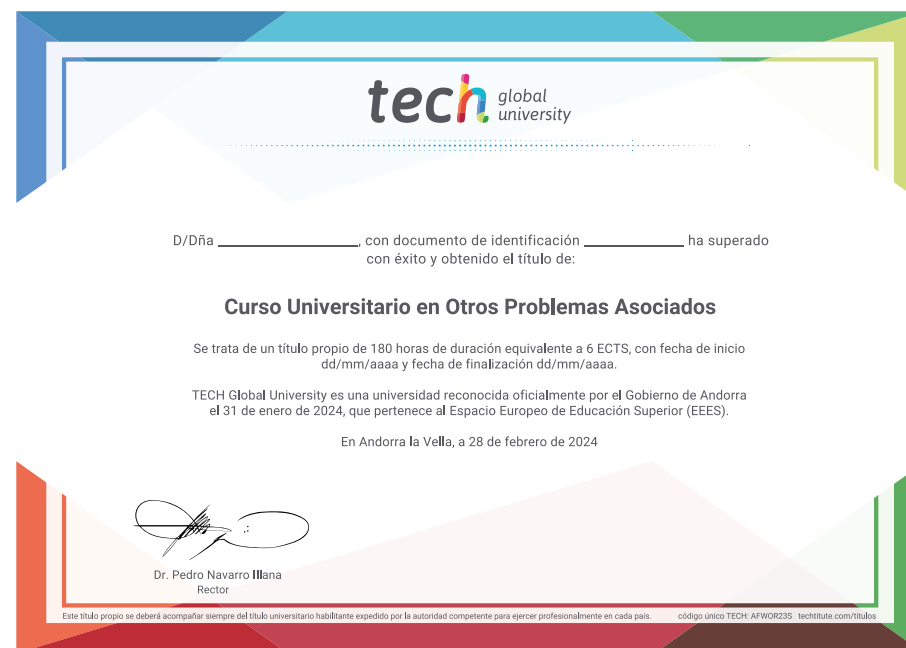 tech global university
D/Dña ____________________, con documento de identificación ______________ ha superado
con éxito y obtenido el título de:
Curso Universitario en Otros Problemas Asociados
Se trata de un título propio de 180 horas de duración equivalente a 6 ECTS, con fecha de inicio
dd/mm/aaaa y fecha de finalización dd/mm/aaaa.
TECH Global University es una universidad reconocida oficialmente por el Gobierno de Andorra
el 31 de enero de 2024, que pertenece al Espacio Europeo de Educación Superior (EEES).
En Andorra la Vella, a 28 de febrero de 2024
Dr. Pedro Navarro Illana
Rector
Este título propio se deberá acompañar siempre del título universitario habilitante expedido por la autoridad competente para ejercer profesionalmente en cada país. código único TECH: AFWOR23S techtitute.com/titulos